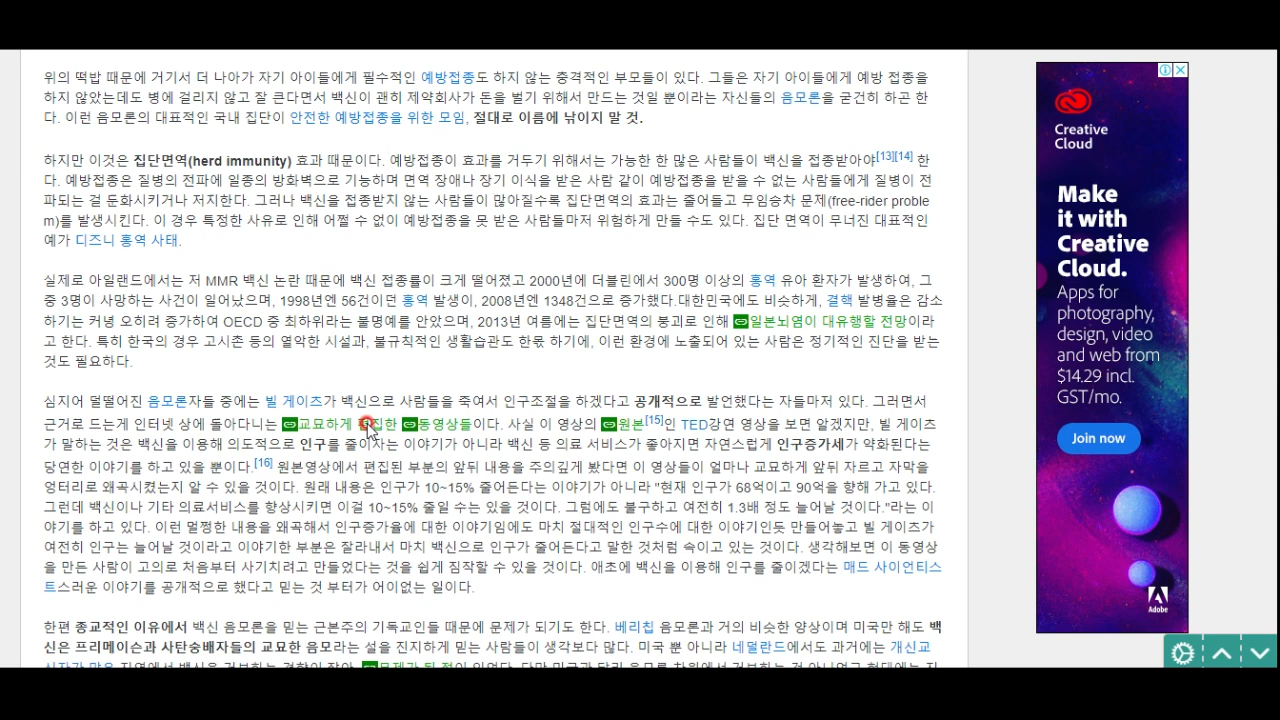 위의 떡밥 때문에 거기서 더 나아가 자기 아이들에게 필수적인 예방접종도 하지 않는 충격적인 부모들이 있다. 그들은 자기 아이들에게 예방 접종을
하지 않았는데도 병에 걸리지 않고 잘 큰다면서 백신이 괜히 제약회사가 돈을 벌기 위해서 만드는 것일 뿐이라는 자신들의 음모론을 굳건히 하곤 한
다. 이런 음모론의 대표적인 국내 집단이 안전한 예방접종을 위한 모임, 절대로 이름에 낚이지 말 것.
하지만 이것은 집단면역(herd immunity) 효과 때문이다. 예방접종이 효과를 거두기 위해서는 가능한 한 많은 사람들이 백신을 접종받아야[13][14] 한
다. 예방접종은 질병의 전파에 일종의 방화벽으로 기능하며 면역 장애나 장기 이식을 받은 사람 같이 예방접종을 받을 수 없는 사람들에게 질병이 전
파되는 걸 둔화시키거나 저지한다. 그러나 백신을 접종받지 않는 사람들이 많아질수록 집단면역의 효과는 줄어들고 무임승차 문제(free-rider proble
m)를 발생시킨다. 이 경우 특정한 사유로 인해 어쩔 수 없이 예방접종을 못 받은 사람들마저 위험하게 만들 수도 있다. 집단 면역이 무너진 대표적인
예가 디즈니 홍역 사태.
실제로 아일랜드에서는 저 MMR 백신 논란 때문에 백신 접종률이 크게 떨어졌고 2000년에 더블린에서 300명 이상의 홍역 유아 환자가 발생하여, 그
중 3명이 사망하는 사건이 일어났으며, 1998년엔 56건이던 홍역 발생이, 2008년엔 1348건으로 증가했다.대한민국에도 비슷하게, 결핵 발병율은 감소
하기는 커녕 오히려 증가하여 OECD 중 최하위라는 불명예를 안았으며, 2013년 여름에는 집단면역의 붕괴로 인해 일본뇌염이 대유행할 전망이라
고 한다. 특히 한국의 경우 고시촌 등의 열악한 시설과, 불규칙적인 생활습관도 한몫 하기에, 이런 환경에 노출되어 있는 사람은 정기적인 진단을 받는
것도 필요하다.
심지어 덜떨어진 음모론자들 중에는 빌 게이츠가 백신으로 사람들을 죽여서 인구조절을 하겠다고 공개적으로 발언했다는 자들마저 있다. 그러면서
근거로 드는게 인터넷 상에 돌아다니는 교묘하게 편집한 동영상들이다. 사실 이 영상의 원본[15]인 TED강연 영상을 보면 알겠지만, 빌 게이츠
가 말하는 것은 백신을 이용해 의도적으로 인구를 줄이자는 이야기가 아니라 백신 등 의료 서비스가 좋아지면 자연스럽게 인구증가세가 약화된다는
당연한 이야기를 하고 있을 뿐이다.[16] 원본영상에서 편집된 부분의 앞뒤 내용을 주의깊게 봤다면 이 영상들이 얼마나 교묘하게 앞뒤 자르고 자막을
엉터리로 왜곡시켰는지 알 수 있을 것이다. 원래 내용은 인구가 10~15% 줄어든다는 이야기가 아니라 "현재 인구가 68억이고 90억을 향해 가고 있다.
그런데 백신이나 기타 의료서비스를 향상시키면 이걸 10~15% 줄일 수는 있을 것이다. 그럼에도 불구하고 여전히 1.3배 정도 늘어날 것이다."라는 이
야기를 하고 있다. 이런 멀쩡한 내용을 왜곡해서 인구증가율에 대한 이야기임에도 마치 절대적인 인구수에 대한 이야기인듯 만들어놓고 빌 게이츠가
여전히 인구는 늘어날 것이라고 이야기한 부분은 잘라내서 마치 백신으로 인구가 줄어든다고 말한 것처럼 속이고 있는 것이다. 생각해보면 이 동영상
을 만든 사람이 고의로 처음부터 사기치려고 만들었다는 것을 쉽게 짐작할 수 있을 것이다. 애초에 백신을 이용해 인구를 줄이겠다는 매드 사이언티스
트스러운 이야기를 공개적으로 했다고 믿는 것 부터가 어이없는 일이다.
한편 종교적인 이유에서 백신 음모론을 믿는 근본주의 기독교인들 때문에 문제가 되기도 한다. 베리칩 음모론과 거의 비슷한 양상이며 미국만 해도 백
신은 프리메이슨과 사탄숭배자들의 교묘한 음모라는 설을 진지하게 믿는 사람들이 생각보다 많다. 미국 뿐 아니라 네덜란드에서도 과거에는 개신교
Creative
Cloud
Make
it with
Creative
Cloud.
Apps for
photography,
design, video
and web from
$14.29 incl.
GST/mo.
Join now
Adobe